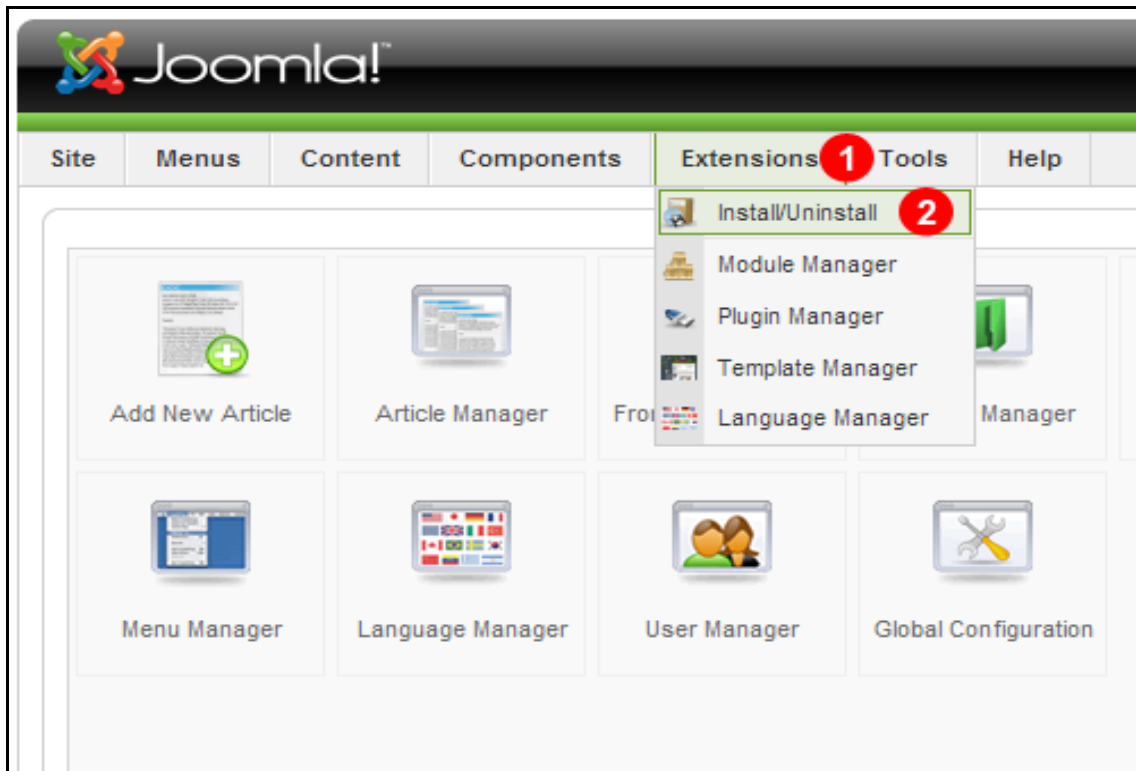 Joomla!™
Site Menus Content Components Extensions 1 Tools Help
Install/Uninstall 2
Module Manager
Plugin Manager
Template Manager
Language Manager
Add New Article Article Manager Manager
Menu Manager Language Manager User Manager Global Configuration